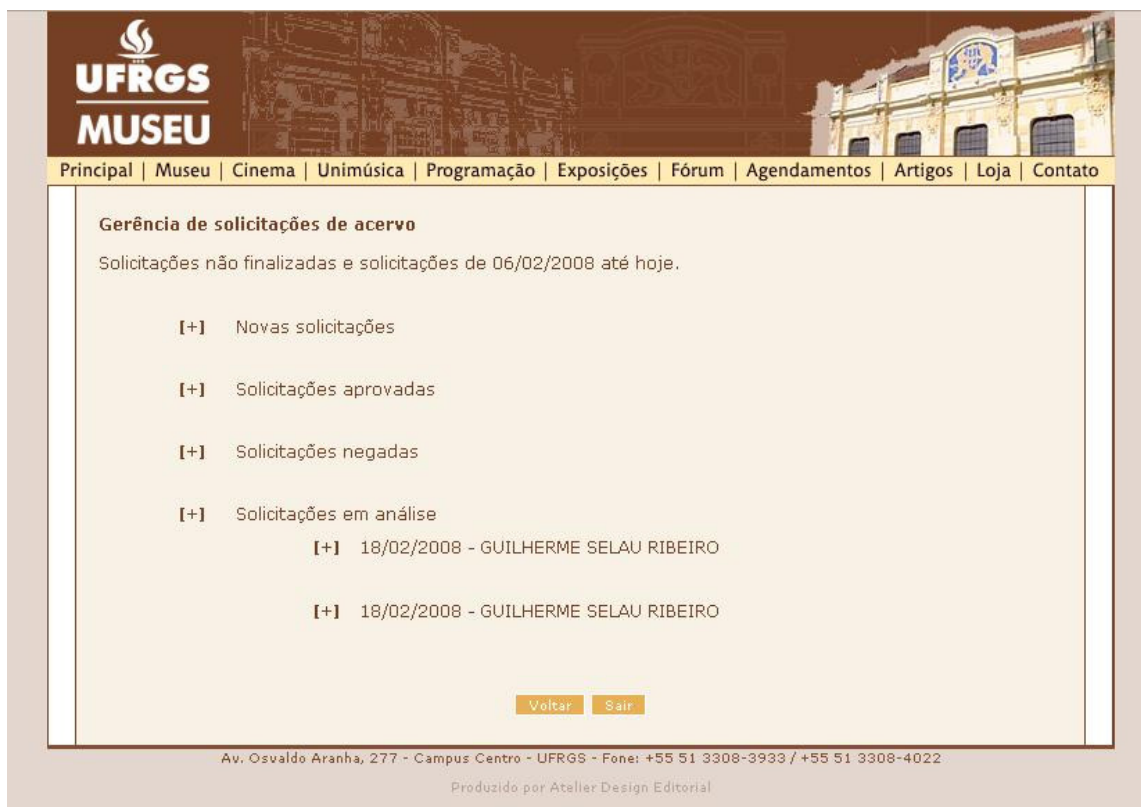 UFRGS
MUSEU
Principal | Museu | Cinema | Unimúsica | Programação | Exposições | Fórum | Agendamentos | Artigos | Loja | Contato
Gerência de solicitações de acervo
Solicitações não finalizadas e solicitações de 06/02/2008 até hoje.
[+] Novas solicitações
[+] Solicitações aprovadas
[+] Solicitações negadas
[+] Solicitações em análise
[+] 18/02/2008 - GUILHERME SELAU RIBEIRO
[+] 18/02/2008 - GUILHERME SELAU RIBEIRO
Voltar Sair
Av. Osvaldo Aranha, 277 - Campus Centro - UFRGS - Fone: +55 51 3308-3933 / +55 51 3308-4022
Produzido por Atelier Design Editorial